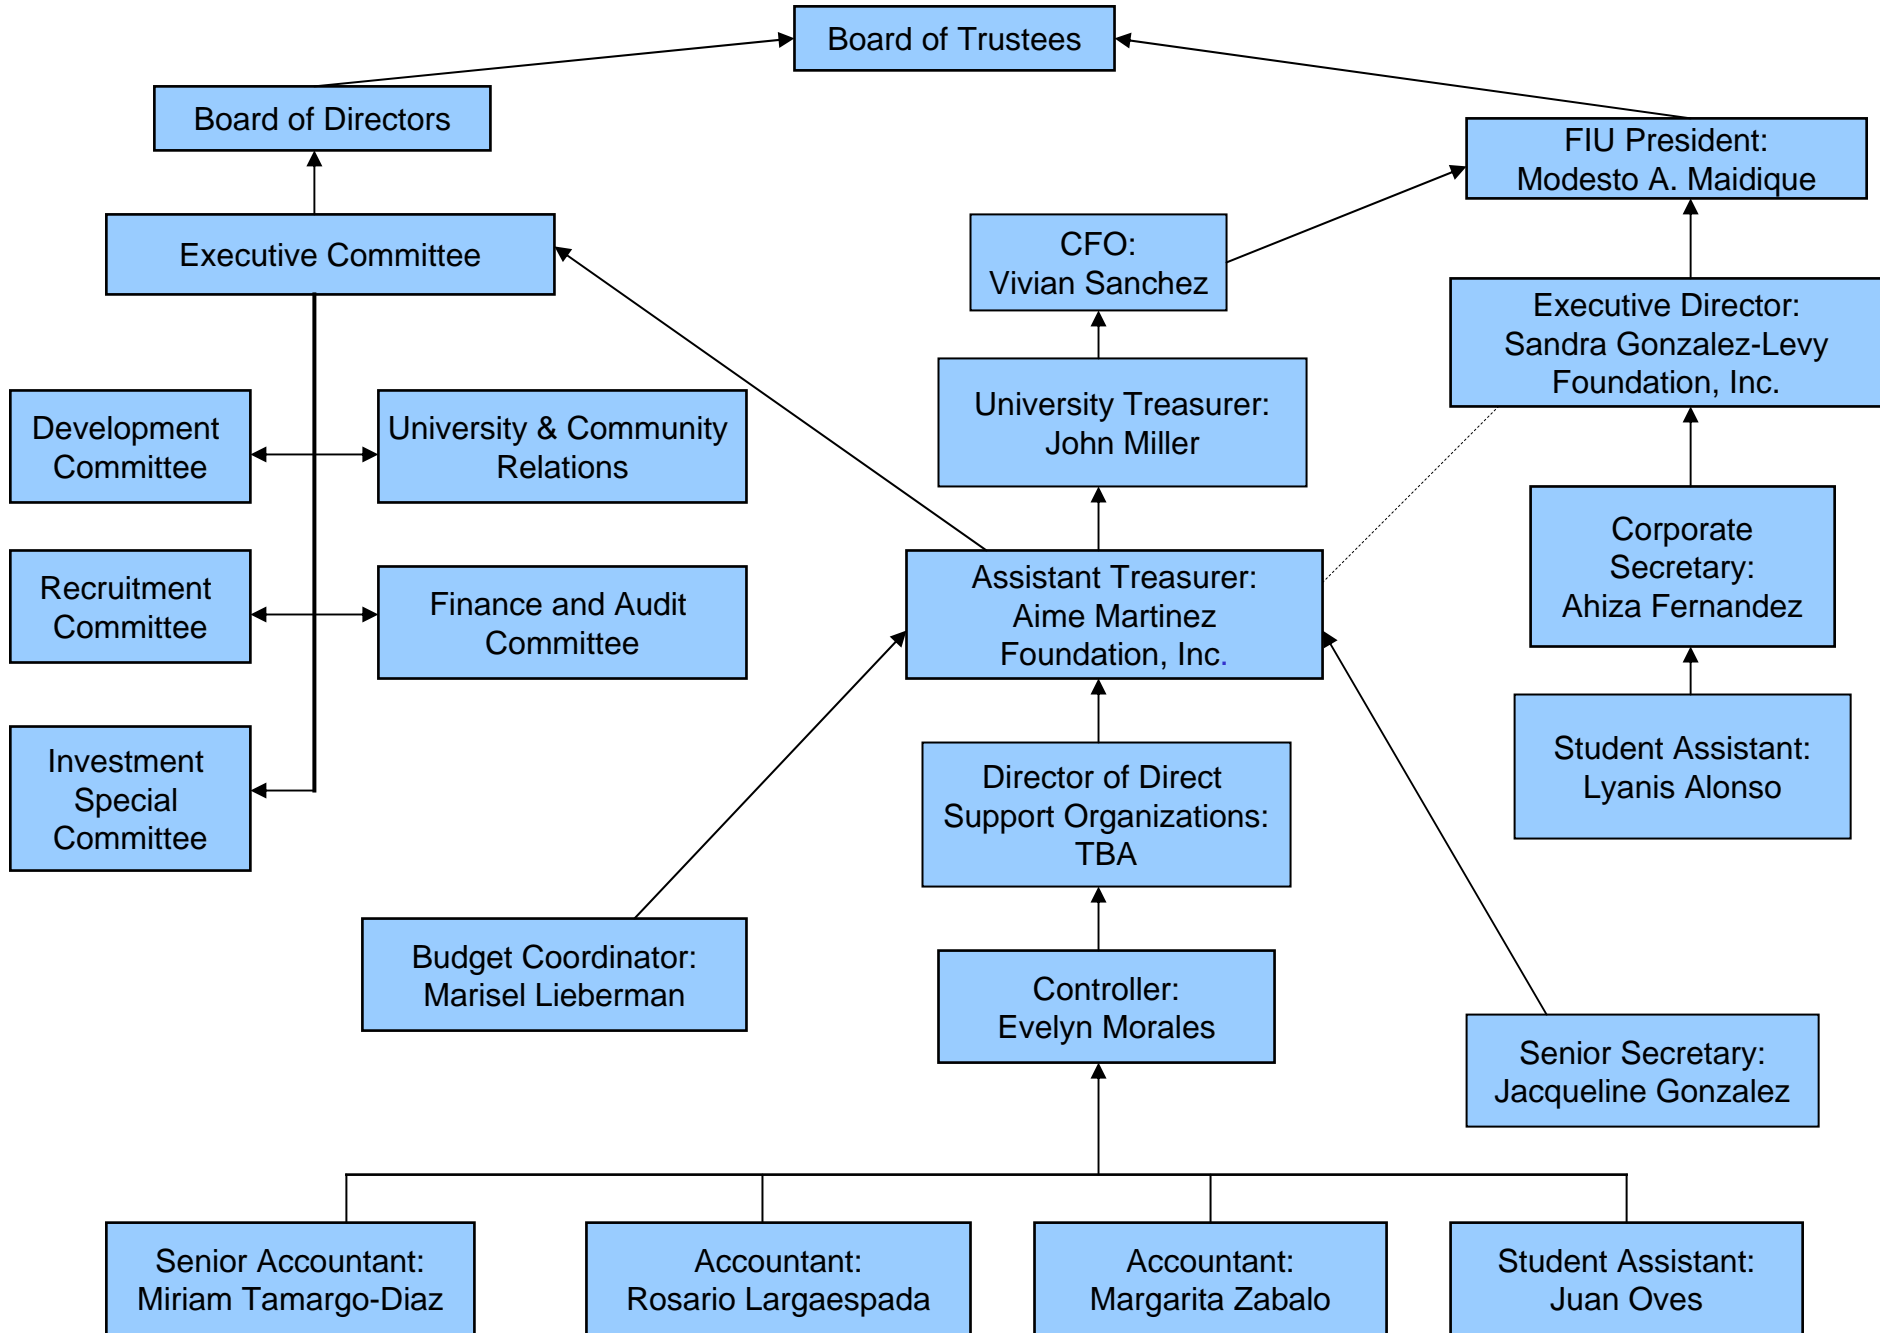 Board of Trustees
Board of Directors
FIU President:
Modesto A. Maidique
Executive Committee
CFO:
Vivian Sanchez
Executive Director:
Sandra Gonzalez-Levy
Foundation, Inc.
Development
Committee
University & Community
Relations
University Treasurer:
John Miller
Corporate
Secretary:
Ahiza Fernandez
Recruitment
Committee
Finance and Audit
Committee
Assistant Treasurer:
Aime Martinez
Foundation, Inc.
Investment
Special
Committee
Director of Direct
Support Organizations:
TBA
Student Assistant:
Lyanis Alonso
Budget Coordinator:
Marisel Lieberman
Controller:
Evelyn Morales
Senior Secretary:
Jacqueline Gonzalez
Senior Accountant:
Miriam Tamargo-Diaz
Accountant:
Rosario Largaespada
Accountant:
Margarita Zabalo
Student Assistant:
Juan Oves